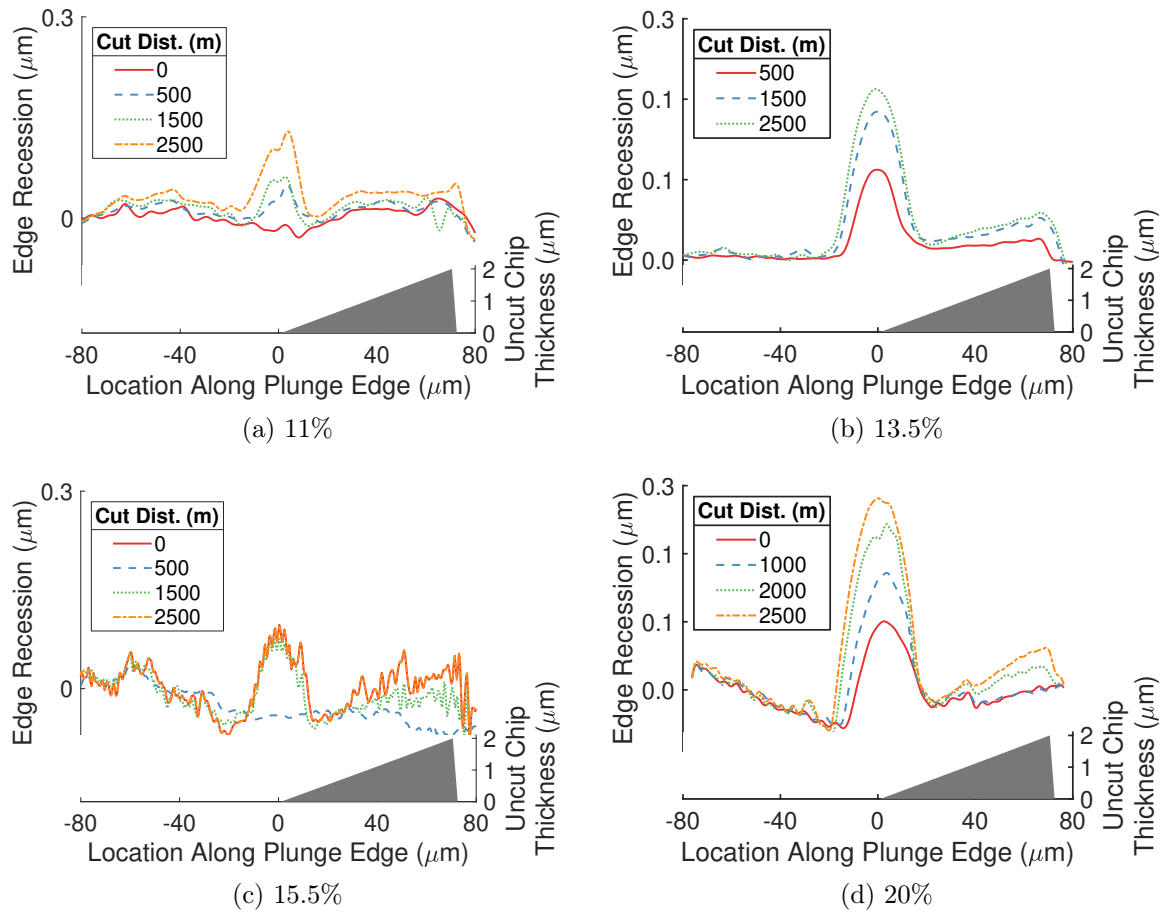 0.3
Edge Recession (μm)
0
Cut Dist. (m)
0
500
1500
2500
2
1
0
Uncut Chip
Thickness (μm)
-80
-40
0
40
80
Location Along Plunge Edge (μm)
(a) 11%
0.3
0.1
0.1
0.0
Edge Recession (μm)
Cut Dist. (m)
500
1500
2500
2
1
0
Uncut Chip
Thickness (μm)
-80
-40
0
40
80
Location Along Plunge Edge (μm)
(b) 13.5%
0.3
Edge Recession (μm)
0
Cut Dist. (m)
0
500
1500
2500
2
1
0
Uncut Chip
Thickness (μm)
-80
-40
0
40
80
Location Along Plunge Edge (μm)
(c) 15.5%
0.3
0.1
0.1
0.0
Edge Recession (μm)
Cut Dist. (m)
0
1000
2000
2500
2
1
0
Uncut Chip
Thickness (μm)
-80
-40
0
40
80
Location Along Plunge Edge (μm)
(d) 20%